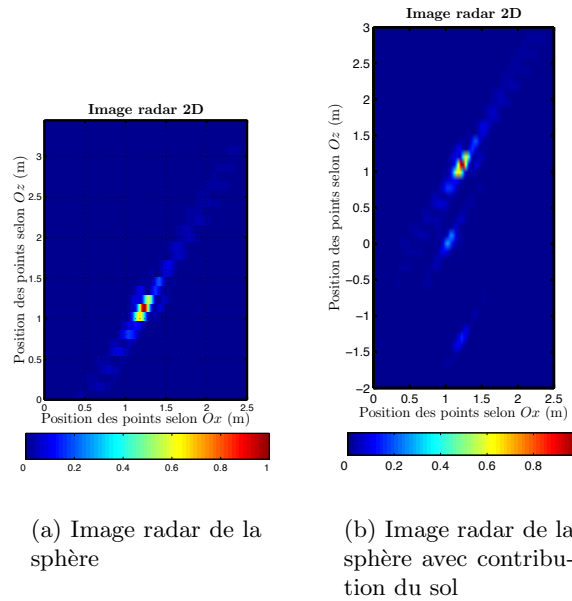 Image radar 2D
Position des points selon Oz (m)
3
2.5
2
1.5
1
0.5
0
0 0.5 1 1.5 2 2.5
Position des points selon Ox (m)
0 0.2 0.4 0.6 0.8 1
(a) Image radar de la
sphère
Image radar 2D
Position des points selon Oz (m)
3
2.5
2
1.5
1
0.5
0
−0.5
−1
−1.5
−2
0 0.5 1 1.5 2 2.5
Position des points selon Ox (m)
0 0.2 0.4 0.6 0.8
(b) Image radar de la
sphère avec contribu-
tion du sol